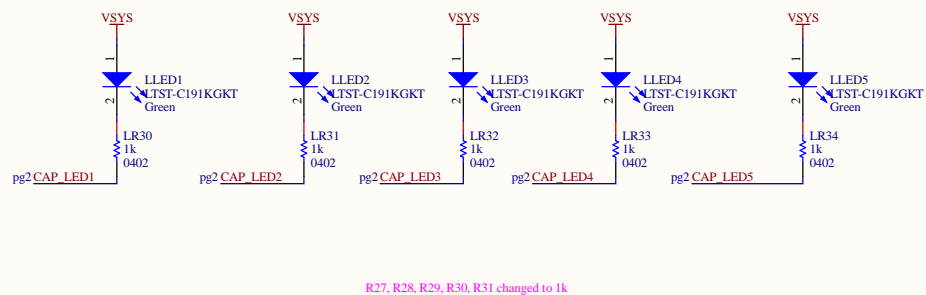 VSYS VSYS VSYS VSYS VSYS
1 1 1 1 1
LLED1 LLED2 LLED3 LLED4 LLED5
LTST-C191KGKT LTST-C191KGKT LTST-C191KGKT LTST-C191KGKT LTST-C191KGKT
2 2 2 2 2
Green Green Green Green Green
LR30 LR31 LR32 LR33 LR34
1k 1k 1k 1k 1k
0402 0402 0402 0402 0402
pg2 CAP_LED1 pg2 CAP_LED2 pg2 CAP_LED3 pg2 CAP_LED4 pg2 CAP_LED5
R27, R28, R29, R30, R31 changed to 1k